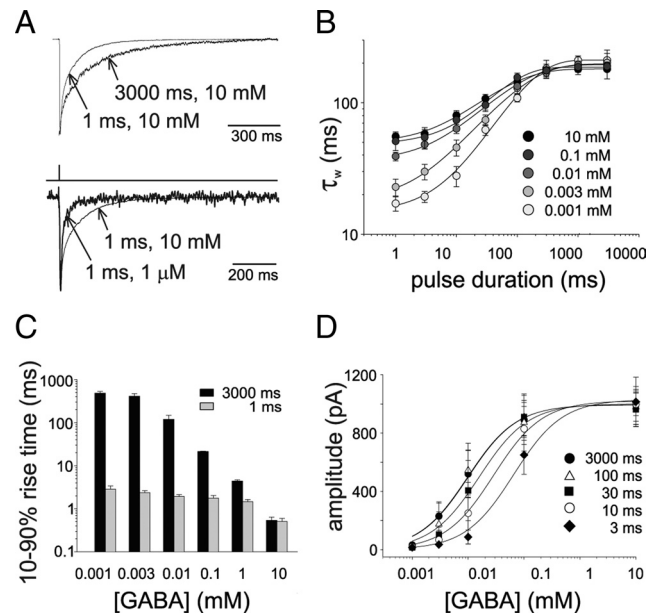 A
3000 ms, 10 mM
1 ms, 10 mM
300 ms
1 ms, 10 mM
1 ms, 1 μM
200 ms
B
τw (ms)
100
10
10 mM
0.1 mM
0.01 mM
0.003 mM
0.001 mM
1 10 100 1000 10000
pulse duration (ms)
C
10-90% rise time (ms)
1000
100
10
1
0.1
3000 ms
1 ms
0.001 0.003 0.01 0.1 1 10
[GABA] (mM)
D
amplitude (pA)
1200
800
400
0
3000 ms
100 ms
30 ms
10 ms
3 ms
0.001 0.01 0.1 1 10
[GABA] (mM)